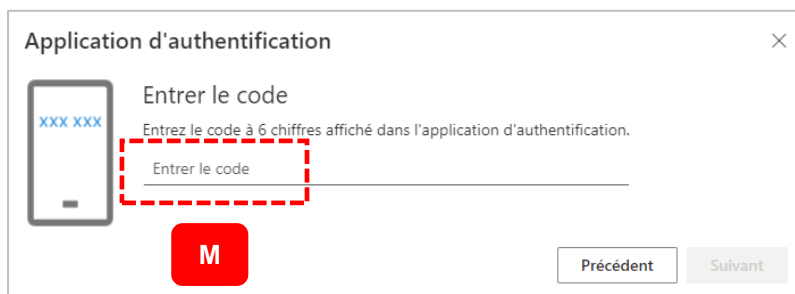 Application d'authentification
Entrer le code
XXX XXX
Entrez le code à 6 chiffres affiché dans l'application d'authentification.
Entrer le code
M
Précédent
Suivant